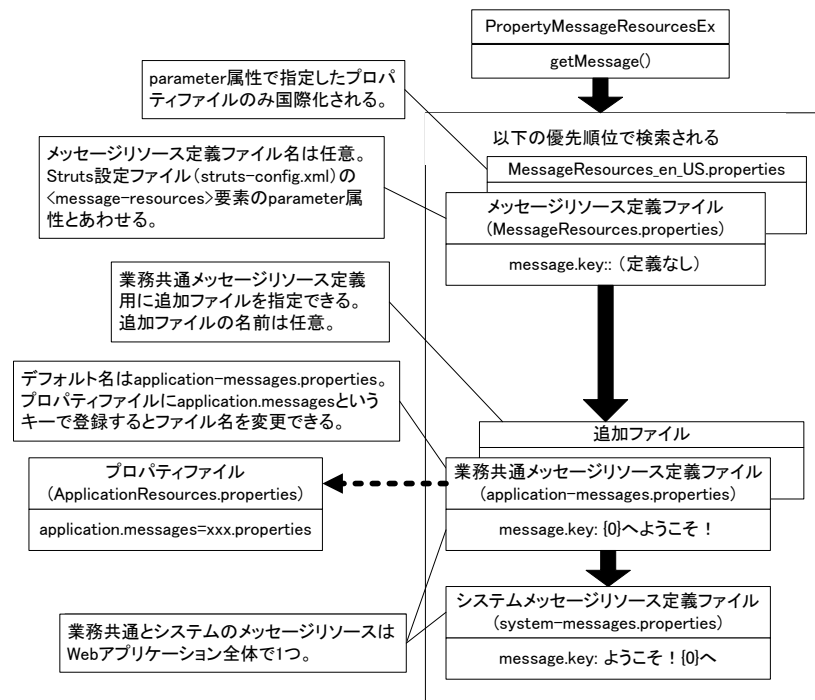 PropertyMessageResourcesEx
getMessage()
parameter属性で指定したプロパ
ティファイルのみ国際化される。
以下の優先順位で検索される
MessageResources_en_US.properties
メッセージリソース定義ファイル名は任意。
Struts設定ファイル（struts-config.xml）の
<message-resources>要素のparameter属
性とあわせる。
メッセージリソース定義ファイル
(MessageResources.properties)
message.key:: （定義なし）
業務共通メッセージリソース定義
用に追加ファイルを指定できる。
追加ファイルの名前は任意。
デフォルト名はapplication-messages.properties。
プロパティファイルにapplication.messagesという
キーで登録するとファイル名を変更できる。
追加ファイル
プロパティファイル
(ApplicationResources.properties)
application.messages=xxx.properties
業務共通メッセージリソース定義ファイル
(application-messages.properties)
message.key: {0}へようこそ！
システムメッセージリソース定義ファイル
(system-messages.properties)
message.key: ようこそ！{0}へ
業務共通とシステムのメッセージリソースは
Webアプリケーション全体で1つ。